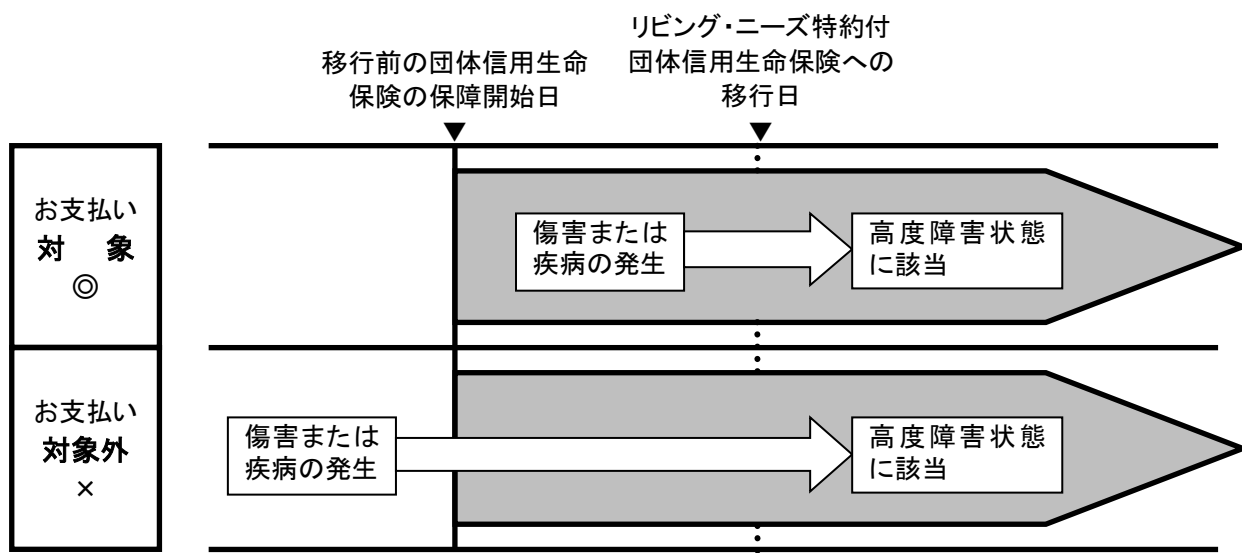 リビング・ニーズ特約付
団体信用生命保険への
移行日
移行前の団体信用生命
保険の保障開始日
お支払い
対 象
◎
傷害または
疾病の発生
高度障害状態
に該当
お支払い
対象外
×
傷害または
疾病の発生
高度障害状態
に該当